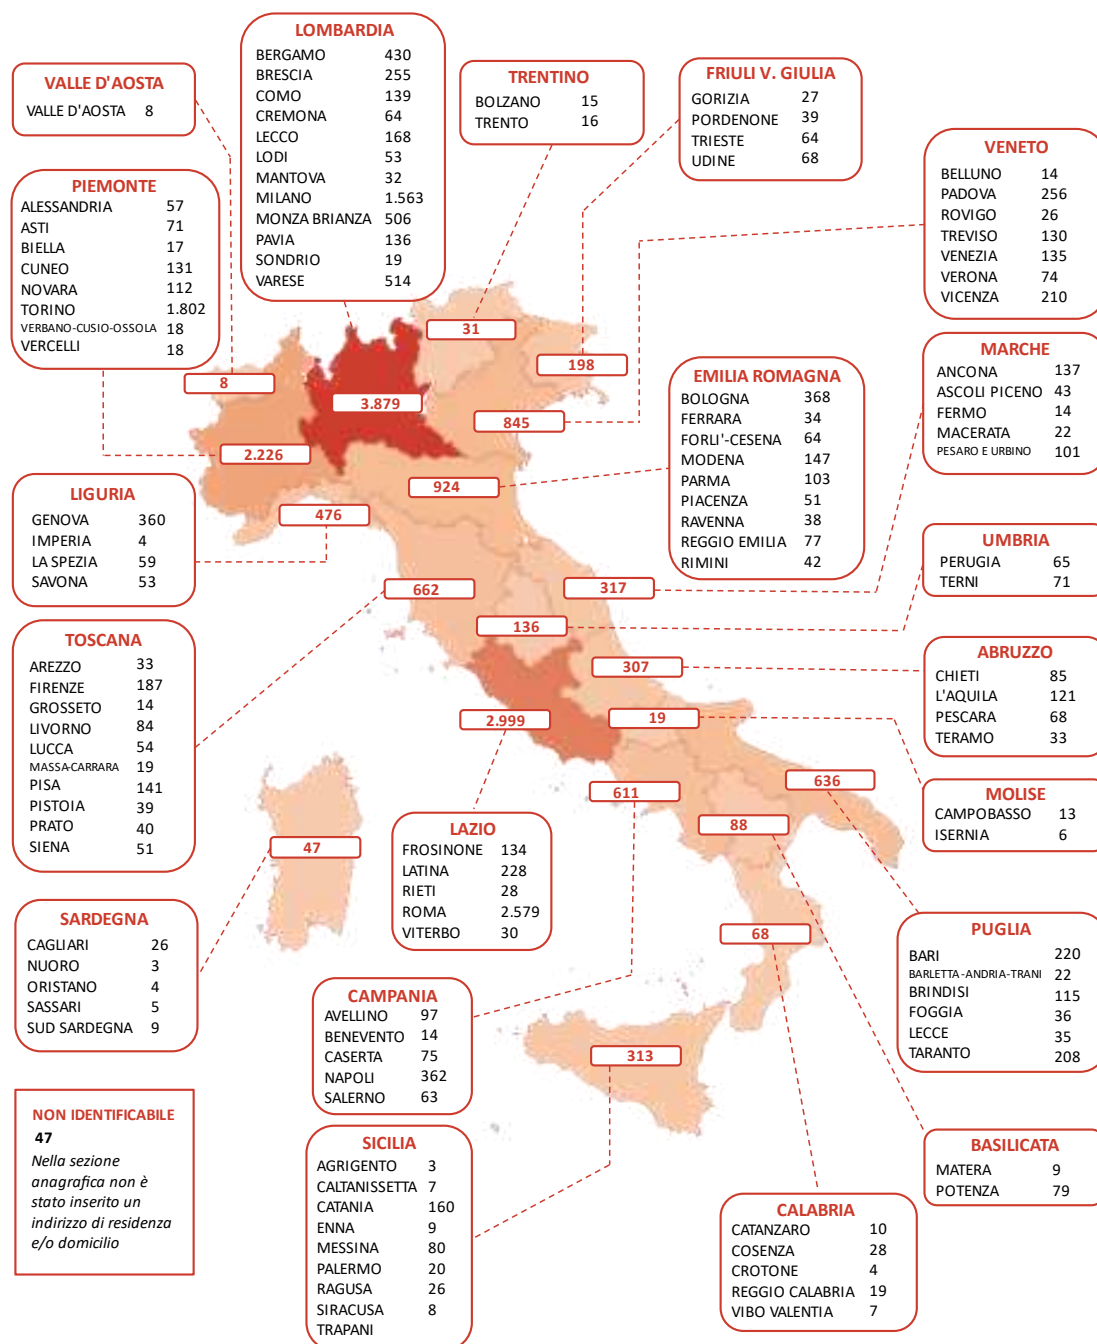 LOMBARDIA
BERGAMO 430
BRESCIA 255
COMO 139
CREMONA 64
LECCO 168
LODI 53
MANTOVA 32
MILANO 1.563
MONZA BRIANZA 506
PAVIA 136
SONDRIO 19
VARESE 514
VALLE D'AOSTA
VALLE D'AOSTA 8
TRENTINO
BOLZANO 15
TRENTO 16
FRIULI V. GIULIA
GORIZIA 27
PORDENONE 39
TRIESTE 64
UDINE 68
VENETO
BELLUNO 14
PADOVA 256
ROVIGO 26
TREVISO 130
VENEZIA 135
VERONA 74
VICENZA 210
PIEMONTE
ALESSANDRIA 57
ASTI 71
BIELLA 17
CUNEO 131
NOVARA 112
TORINO 1.802
VERBANO-CUSIO-OSSOLA 18
VERCELLI 18
31
198
8
3.879
845
2.226
924
476
MARCHE
ANCONA 137
ASCOLI PICENO 43
FERMO 14
MACERATA 22
PESARO E URBINO 101
EMILIA ROMAGNA
BOLOGNA 368
FERRARA 34
FORLI'-CESENA 64
MODENA 147
PARMA 103
PIACENZA 51
RAVENNA 38
REGGIO EMILIA 77
RIMINI 42
LIGURIA
GENOVA 360
IMPERIA 4
LA SPEZIA 59
SAVONA 53
UMBRIA
PERUGIA 65
TERNI 71
662
317
136
307
2.999
19
611
636
88
47
68
313
TOSCANA
AREZZO 33
FIRENZE 187
GROSSETO 14
LIVORNO 84
LUCCA 54
MASSA-CARRARA 19
PISA 141
PISTOIA 39
PRATO 40
SIENA 51
ABRUZZO
CHIETI 85
L'AQUILA 121
PESCARA 68
TERAMO 33
MOLISE
CAMPOBASSO 13
ISERNIA 6
LAZIO
FROSINONE 134
LATINA 228
RIETI 28
ROMA 2.579
VITERBO 30
SARDEGNA
CAGLIARI 26
NUORO 3
ORISTANO 4
SASSARI 5
SUD SARDEGNA 9
PUGLIA
BARI 220
BARLETTA-ANDRIA-TRANI 22
BRINDISI 115
FOGGIA 36
LECCE 35
TARANTO 208
CAMPANIA
AVELLINO 97
BENEVENTO 14
CASERTA 75
NAPOLI 362
SALERNO 63
NON IDENTIFICABILE
47
Nella sezione
anagrafica non è
stato inserito un
indirizzo di residenza
e/o domicilio
SICILIA
AGRIGENTO 3
CALTANISSETTA 7
CATANIA 160
ENNA 9
MESSINA 80
PALERMO 20
RAGUSA 26
SIRACUSA 8
TRAPANI
BASILICATA
MATERA 9
POTENZA 79
CALABRIA
CATANZARO 10
COSENZA 28
CROTONE 4
REGGIO CALABRIA 19
VIBO VALENTIA 7